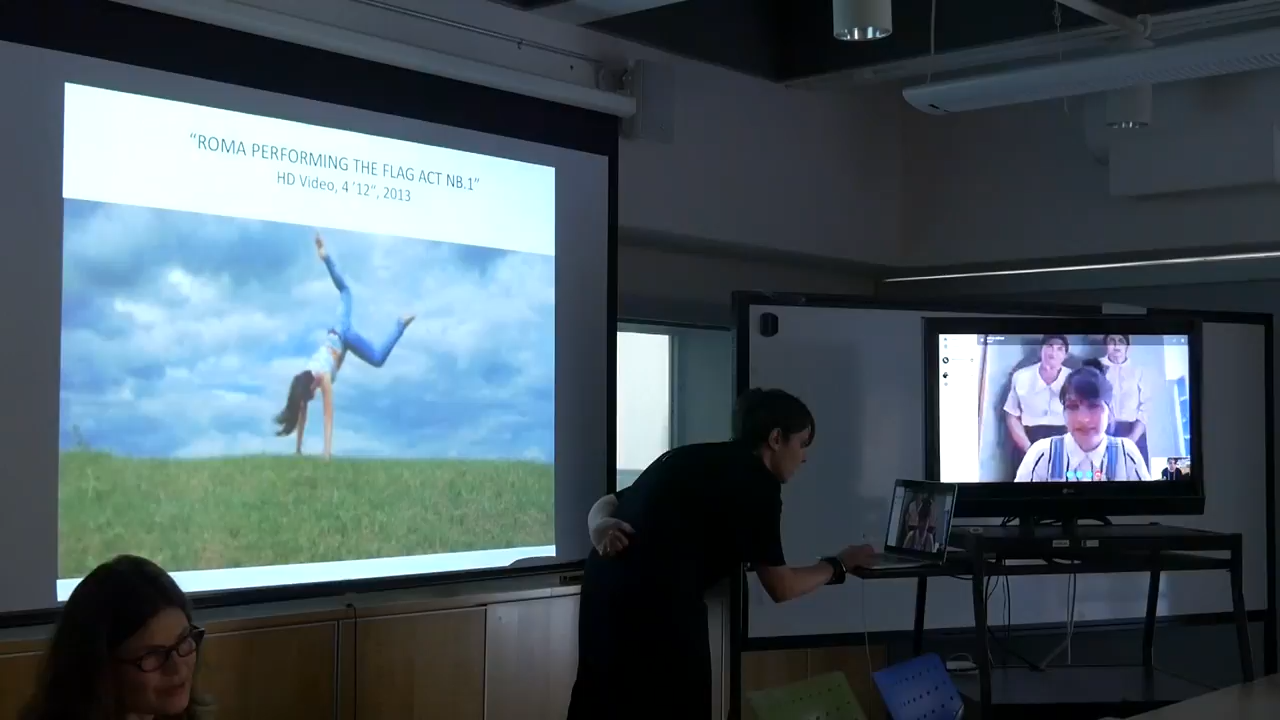 “ROMA PERFORMING THE FLAG ACT NB.1”
HD Video, 4 ’12”, 2013